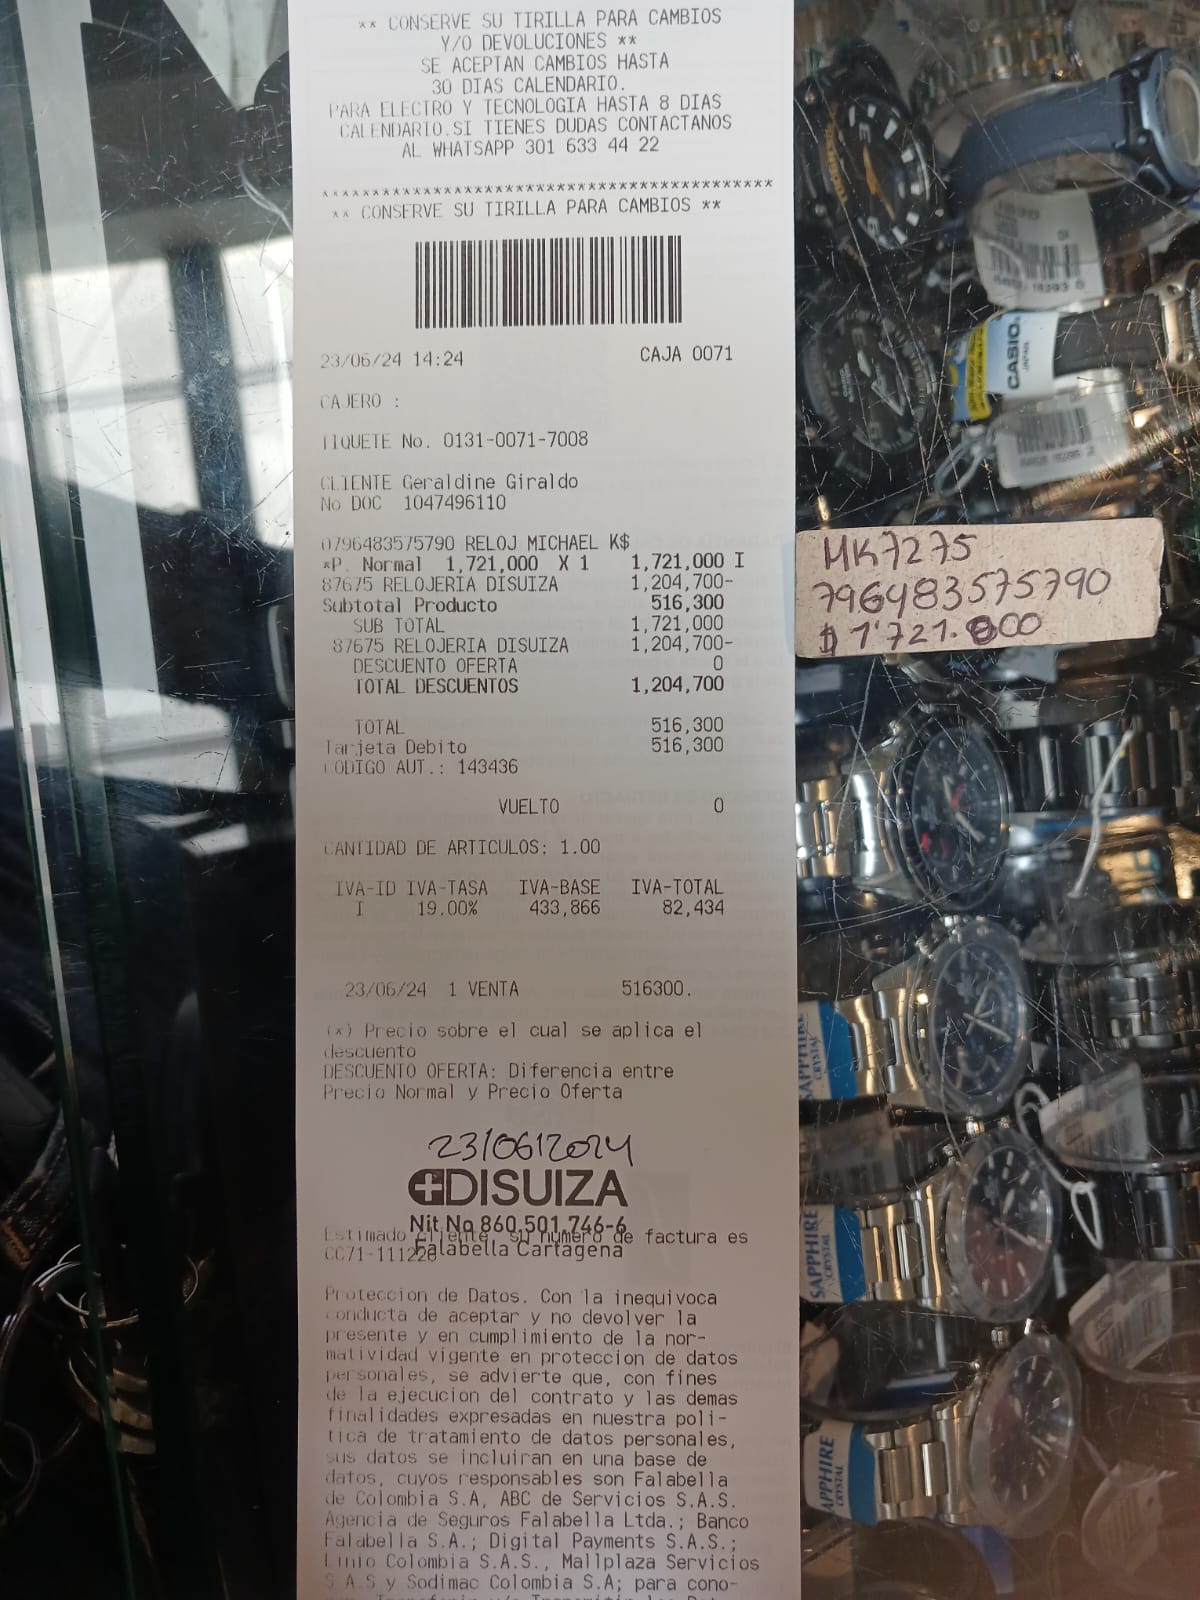 ** CONSERVE SU TIRILLA PARA CAMBIOS
Y/O DEVOLUCIONES **
SE ACEPTAN CAMBIOS HASTA
30 DIAS CALENDARIO.
PARA ELECTRO Y TECNOLOGIA HASTA 8 DIAS
CALENDARIO.SI TIENES DUDAS CONTACTANOS
AL WHATSAPP 301 633 44 22
********************************************
** CONSERVE SU TIRILLA PARA CAMBIOS **
23/06/24 14:24 CAJA 0071
CAJERO :
TIQUETE No. 0131-0071-7008
CLIENTE Geraldine Giraldo
No DOC 1047496110
0796483575790 RELOJ MICHAEL K$
*P. Normal 1,721,000 X 1 1,721,000 I
87675 RELOJERIA DISUIZA 1,204,700-
Subtotal Producto 516,300
SUB TOTAL 1,721,000
87675 RELOJERIA DISUIZA 1,204,700-
DESCUENTO OFERTA 0
TOTAL DESCUENTOS 1,204,700
TOTAL 516,300
Tarjeta Debito 516,300
CODIGO AUT.: 143436
VUELTO 0
CANTIDAD DE ARTICULOS: 1.00
IVA-ID IVA-TASA IVA-BASE IVA-TOTAL
I 19.00% 433,866 82,434
23/06/24 1 VENTA 516300.
(*) Precio sobre el cual se aplica el
descuento
DESCUENTO OFERTA: Diferencia entre
Precio Normal y Precio Oferta
23/06/2024
DISUIZA
Nit.No 860.501.746-6
Estimado Cliente, su numero de factura es
CC71-111228
Falabella Cartagena
Proteccion de Datos. Con la inequivoca
conducta de aceptar y no devolver la
presente y en cumplimiento de la nor-
matividad vigente en proteccion de datos
personales, se advierte que, con fines
de la ejecucion del contrato y las demas
finalidades expresadas en nuestra poli-
tica de tratamiento de datos personales,
sus datos se incluiran en una base de
datos, cuyos responsables son Falabella
de Colombia S.A, ABC de Servicios S.A.S.
Agencia de Seguros Falabella Ltda.; Banco
Falabella S.A.; Digital Payments S.A.S.;
Linio Colombia S.A.S., Mallplaza Servicios
S.A.S y Sodimac Colombia S.A; para cono-
MK7275
796483575790
$ 1'721.000
CASIO
JAPAN
SAPPHIRE
CRYSTAL
SAPPHIRE
CRYSTAL
SAPPHIRE
CRYSTAL